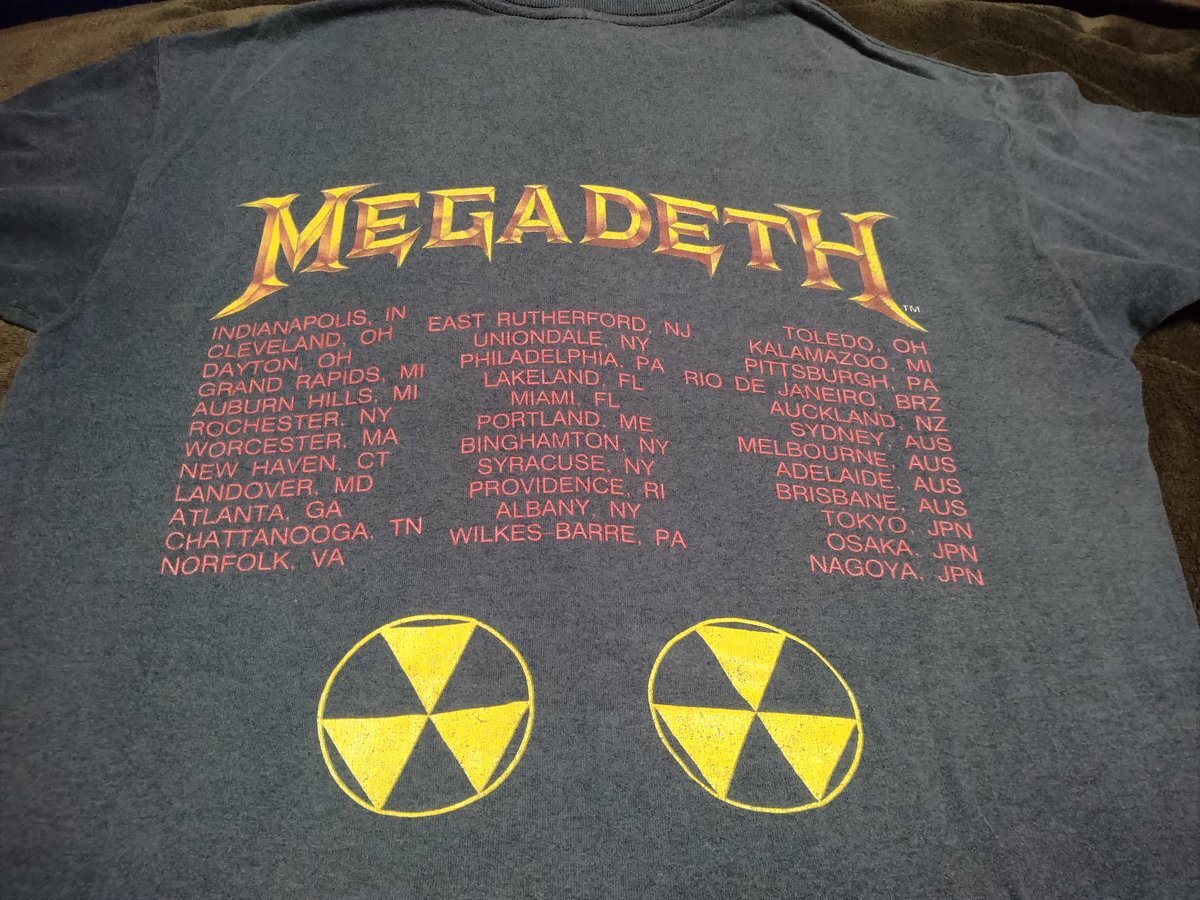 MEGADETH
TM
INDIANAPOLIS, IN
CLEVELAND, OH
DAYTON, OH
GRAND RAPIDS, MI
AUBURN HILLS, MI
ROCHESTER, NY
WORCESTER, MA
NEW HAVEN, CT
LANDOVER, MD
ATLANTA, GA
CHATTANOOGA, TN
NORFOLK, VA
EAST RUTHERFORD, NJ
UNIONDALE, NY
PHILADELPHIA, PA
LAKELAND, FL
MIAMI, FL
PORTLAND, ME
BINGHAMTON, NY
SYRACUSE, NY
PROVIDENCE, RI
ALBANY, NY
WILKES-BARRE, PA
TOLEDO, OH
KALAMAZOO, MI
PITTSBURGH, PA
RIO DE JANEIRO, BRZ
AUCKLAND, NZ
SYDNEY, AUS
MELBOURNE, AUS
ADELAIDE, AUS
BRISBANE, AUS
TOKYO, JPN
OSAKA, JPN
NAGOYA, JPN